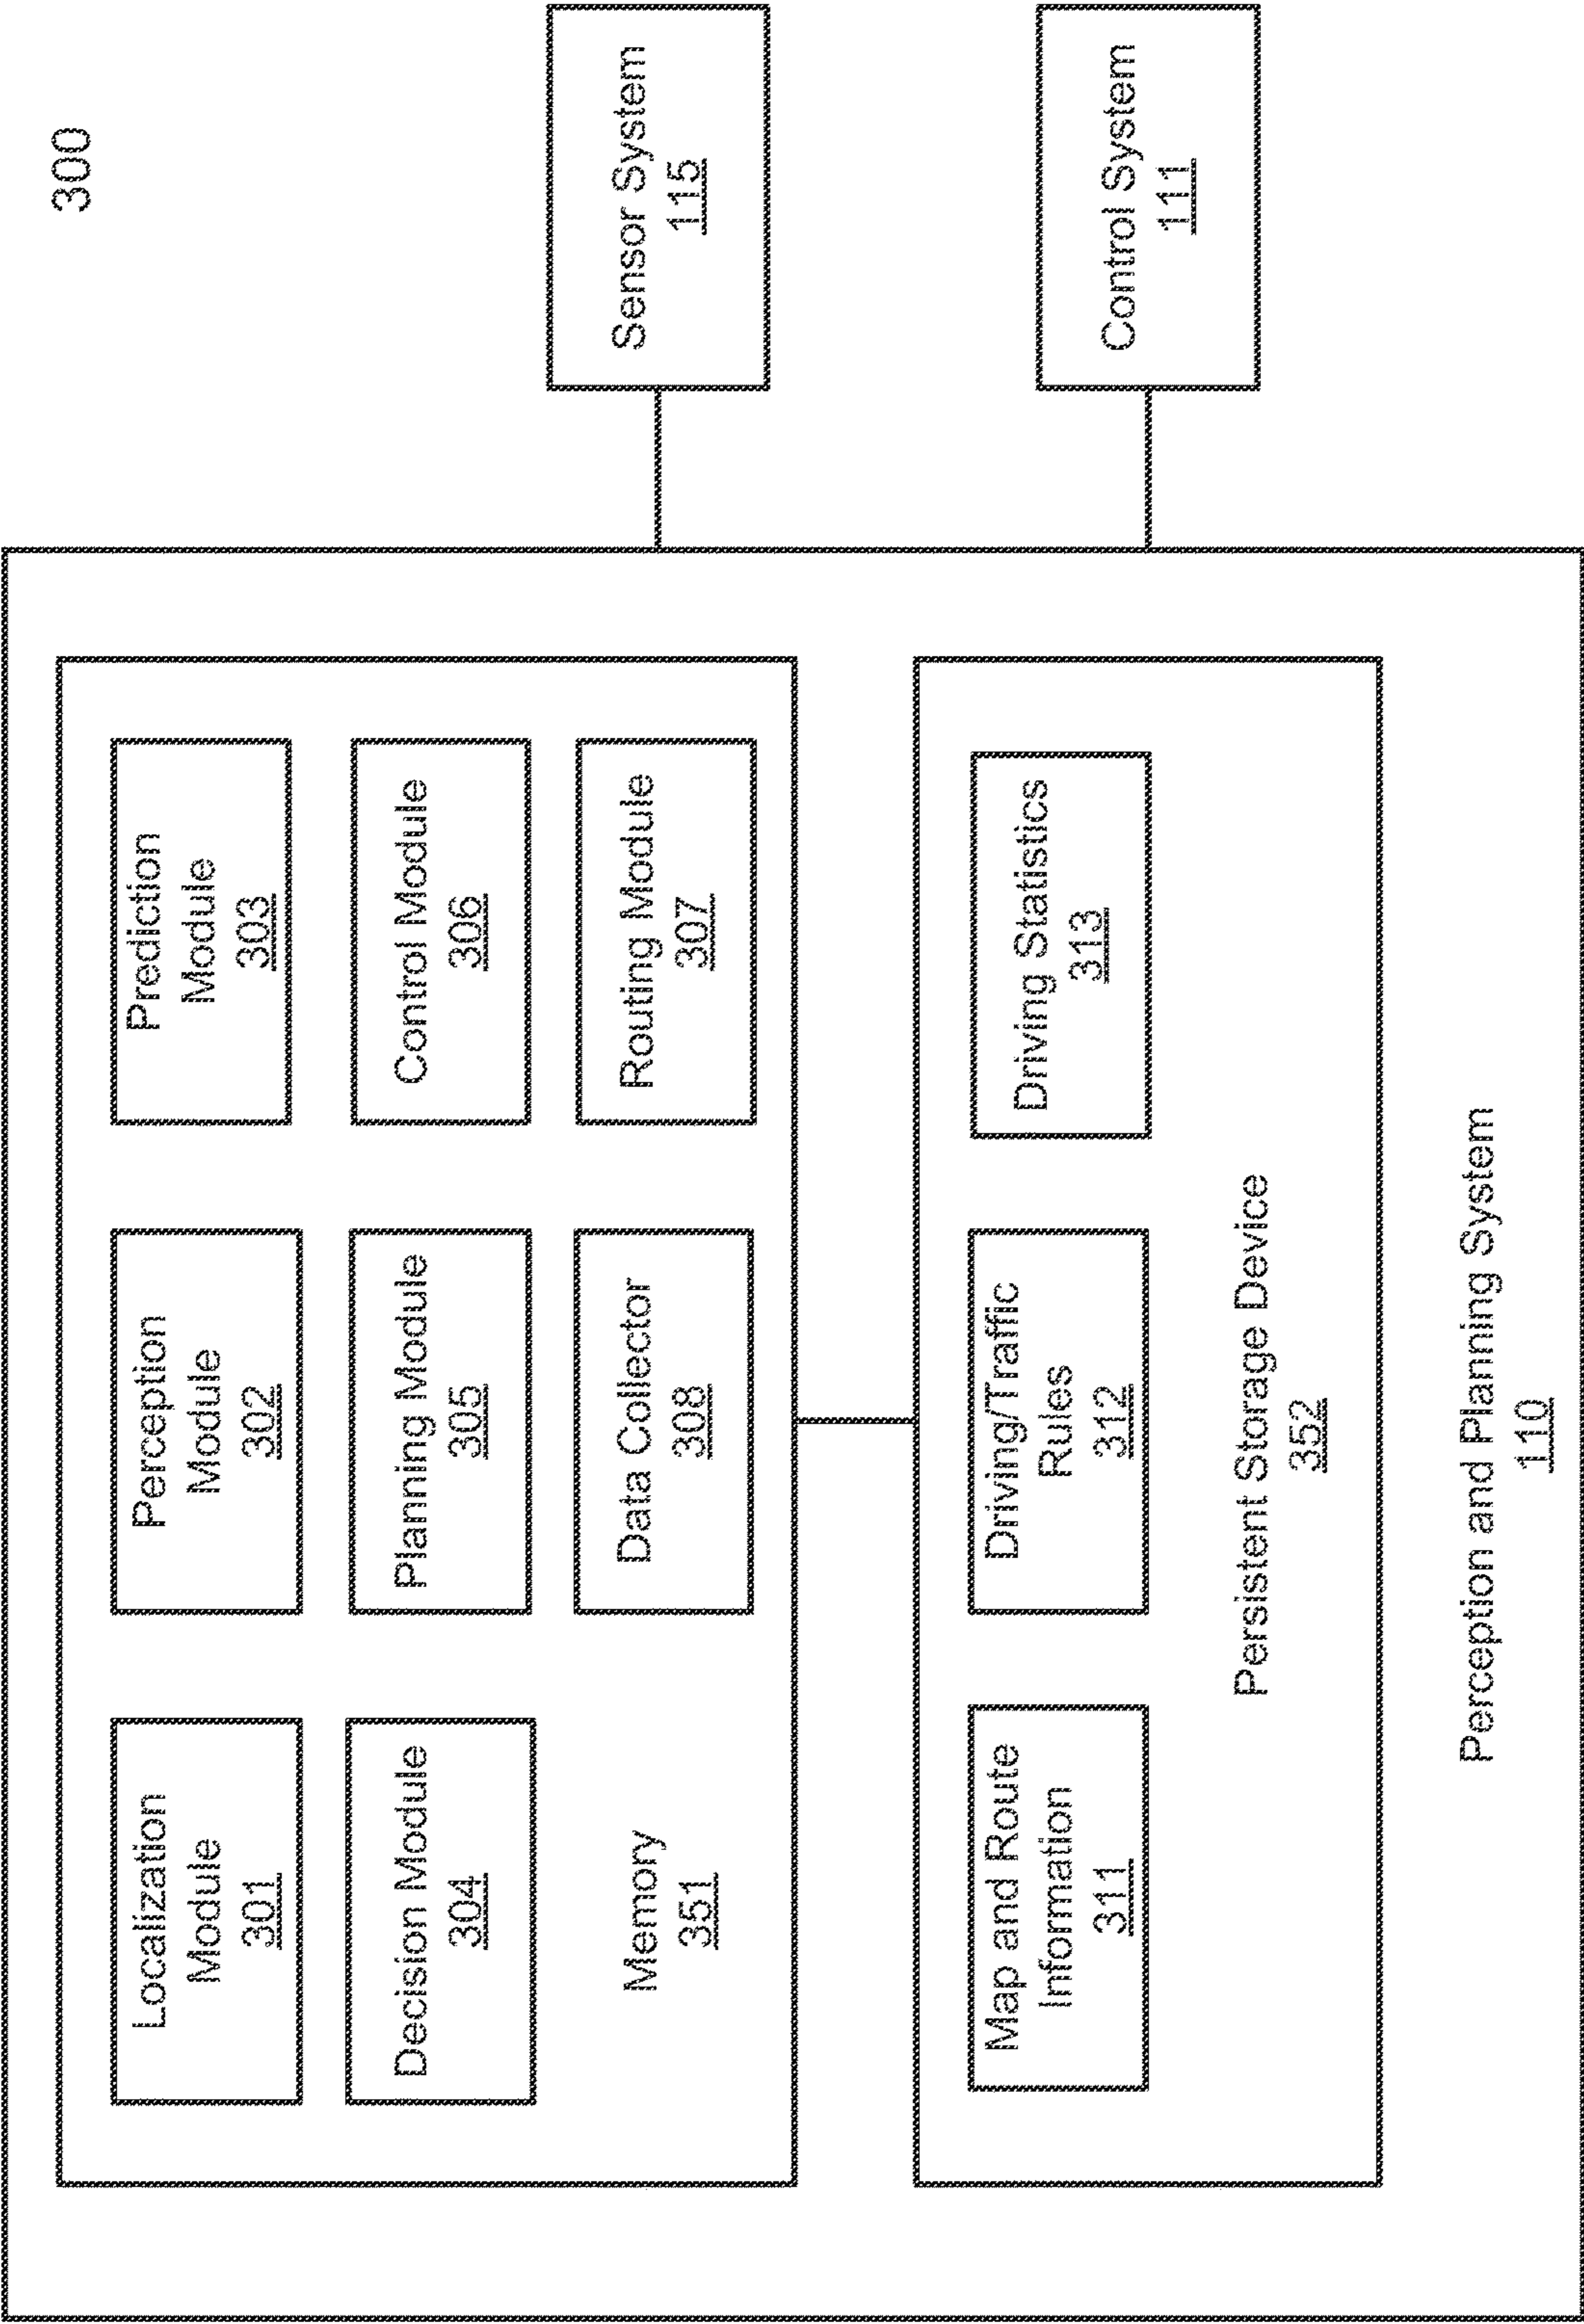 300
Localization
Module
301
Perception
Module
302
Prediction
Module
303
Decision Module
304
Planning Module
305
Control Module
306
Memory
351
Data Collector
308
Routing Module
307
Sensor System
115
Map and Route
Information
311
Driving/Traffic
Rules
312
Driving Statistics
313
Control System
111
Persistent Storage Device
352
Perception and Planning System
110